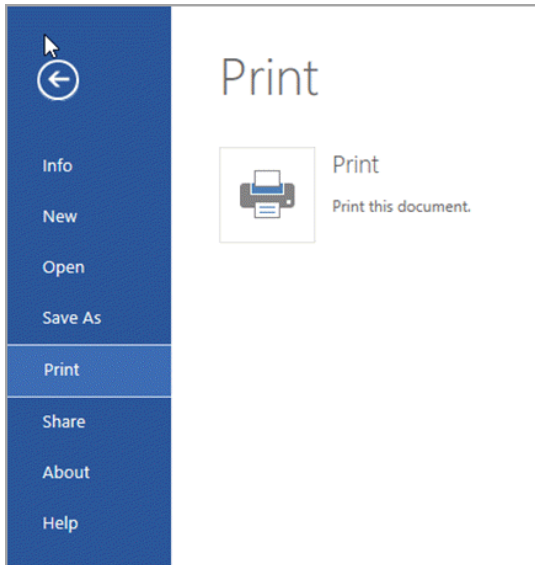 Print
Print
Print this document.
Info
New
Open
Save As
Print
Share
About
Help